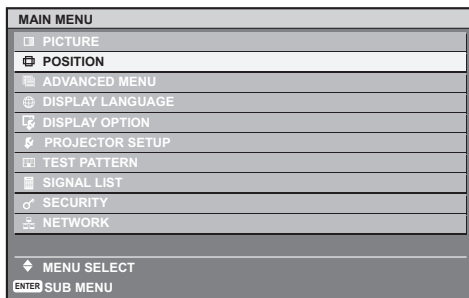 MAIN MENU
PICTURE
POSITION
ADVANCED MENU
DISPLAY LANGUAGE
DISPLAY OPTION
PROJECTOR SETUP
TEST PATTERN
SIGNAL LIST
SECURITY
NETWORK
MENU SELECT
ENTER SUB MENU